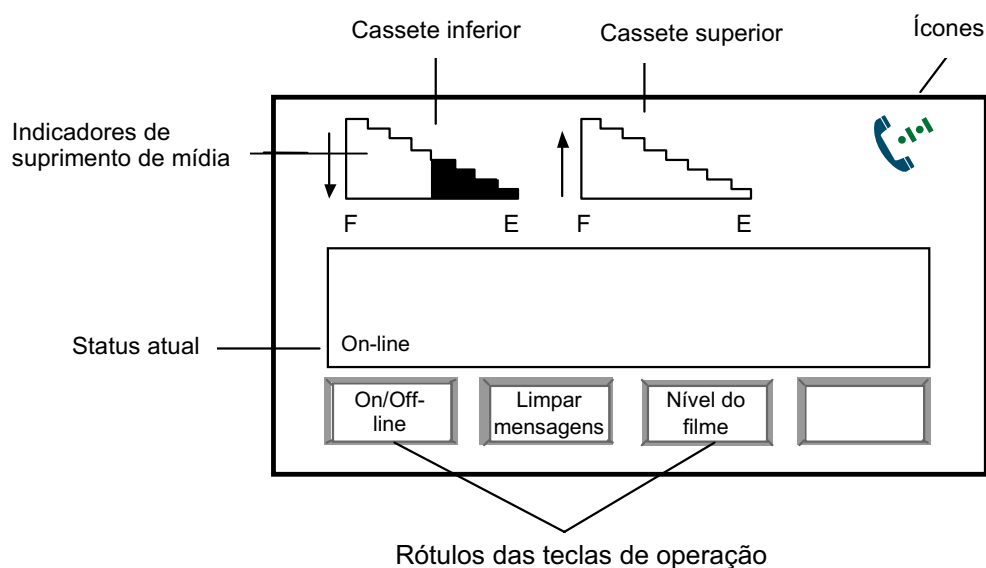 Cassete inferior
Cassete superior
Ícones
Indicadores de
suprimento de mídia
F
E
F
E
Status atual
On-line
On/Off-
line
Limpar
mensagens
Nível do
filme
Rótulos das teclas de operação